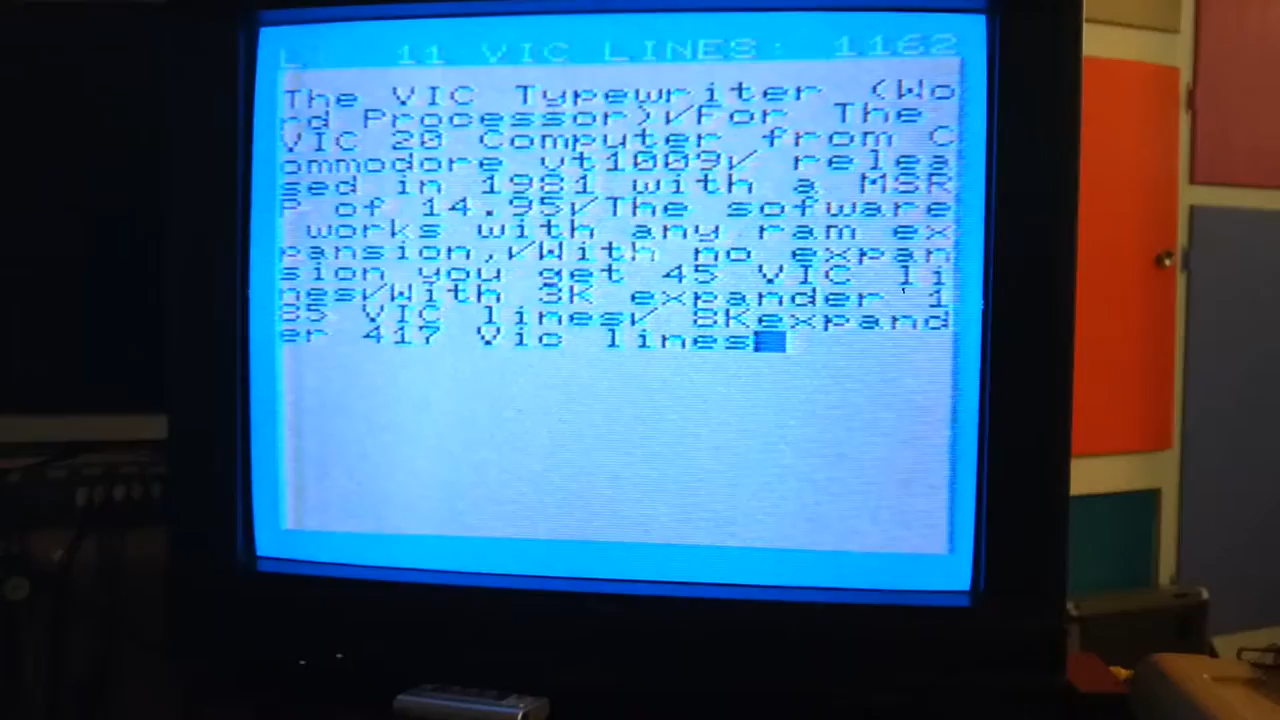 L 11 VIC LINES: 1162
The VIC Typewriter (Wo
rd Processor)✓For The
VIC 20 Computer from C
ommodore vt1009✓ relea
sed in 1981 with a MSR
P of 14.95✓The sofware
works with any ram ex
pansion,✓With no expan
sion you get 45 VIC li
nes✓With 3K expander 1
85 VIC lines✓ 8Kexpand
er 417 Vic lines